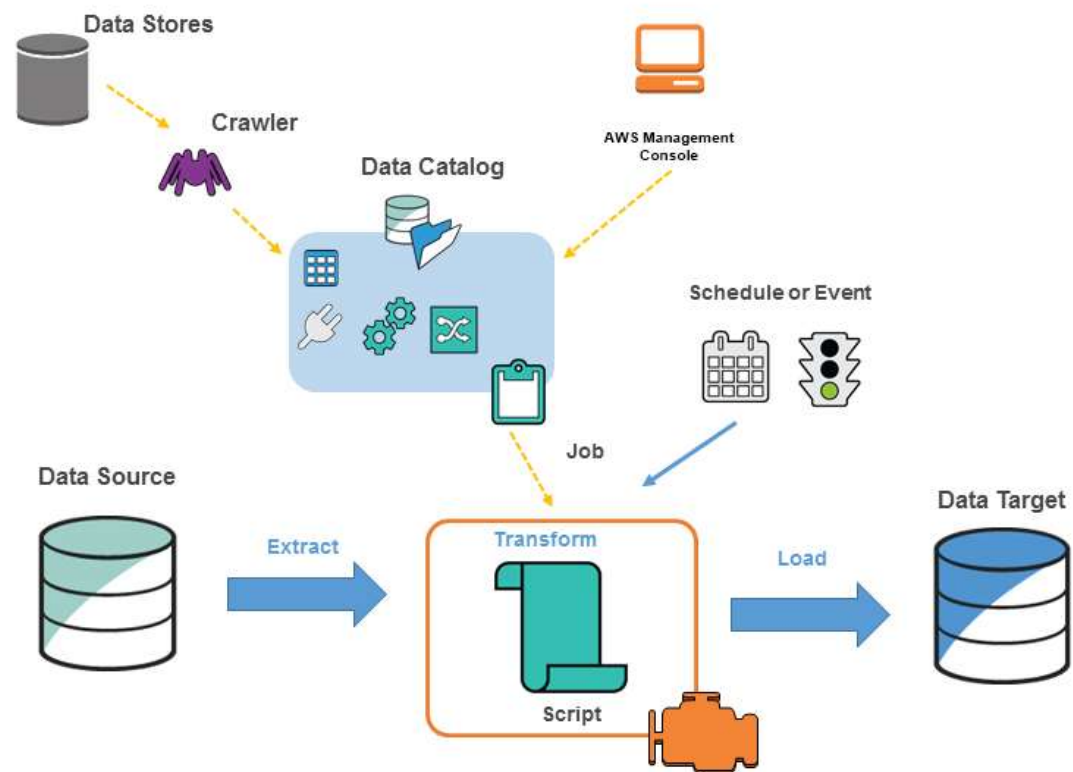 Data Stores
Crawler
AWS Management
Console
Data Catalog
Schedule or Event
Job
Data Source
Data Target
Extract
Transform
Load
Script